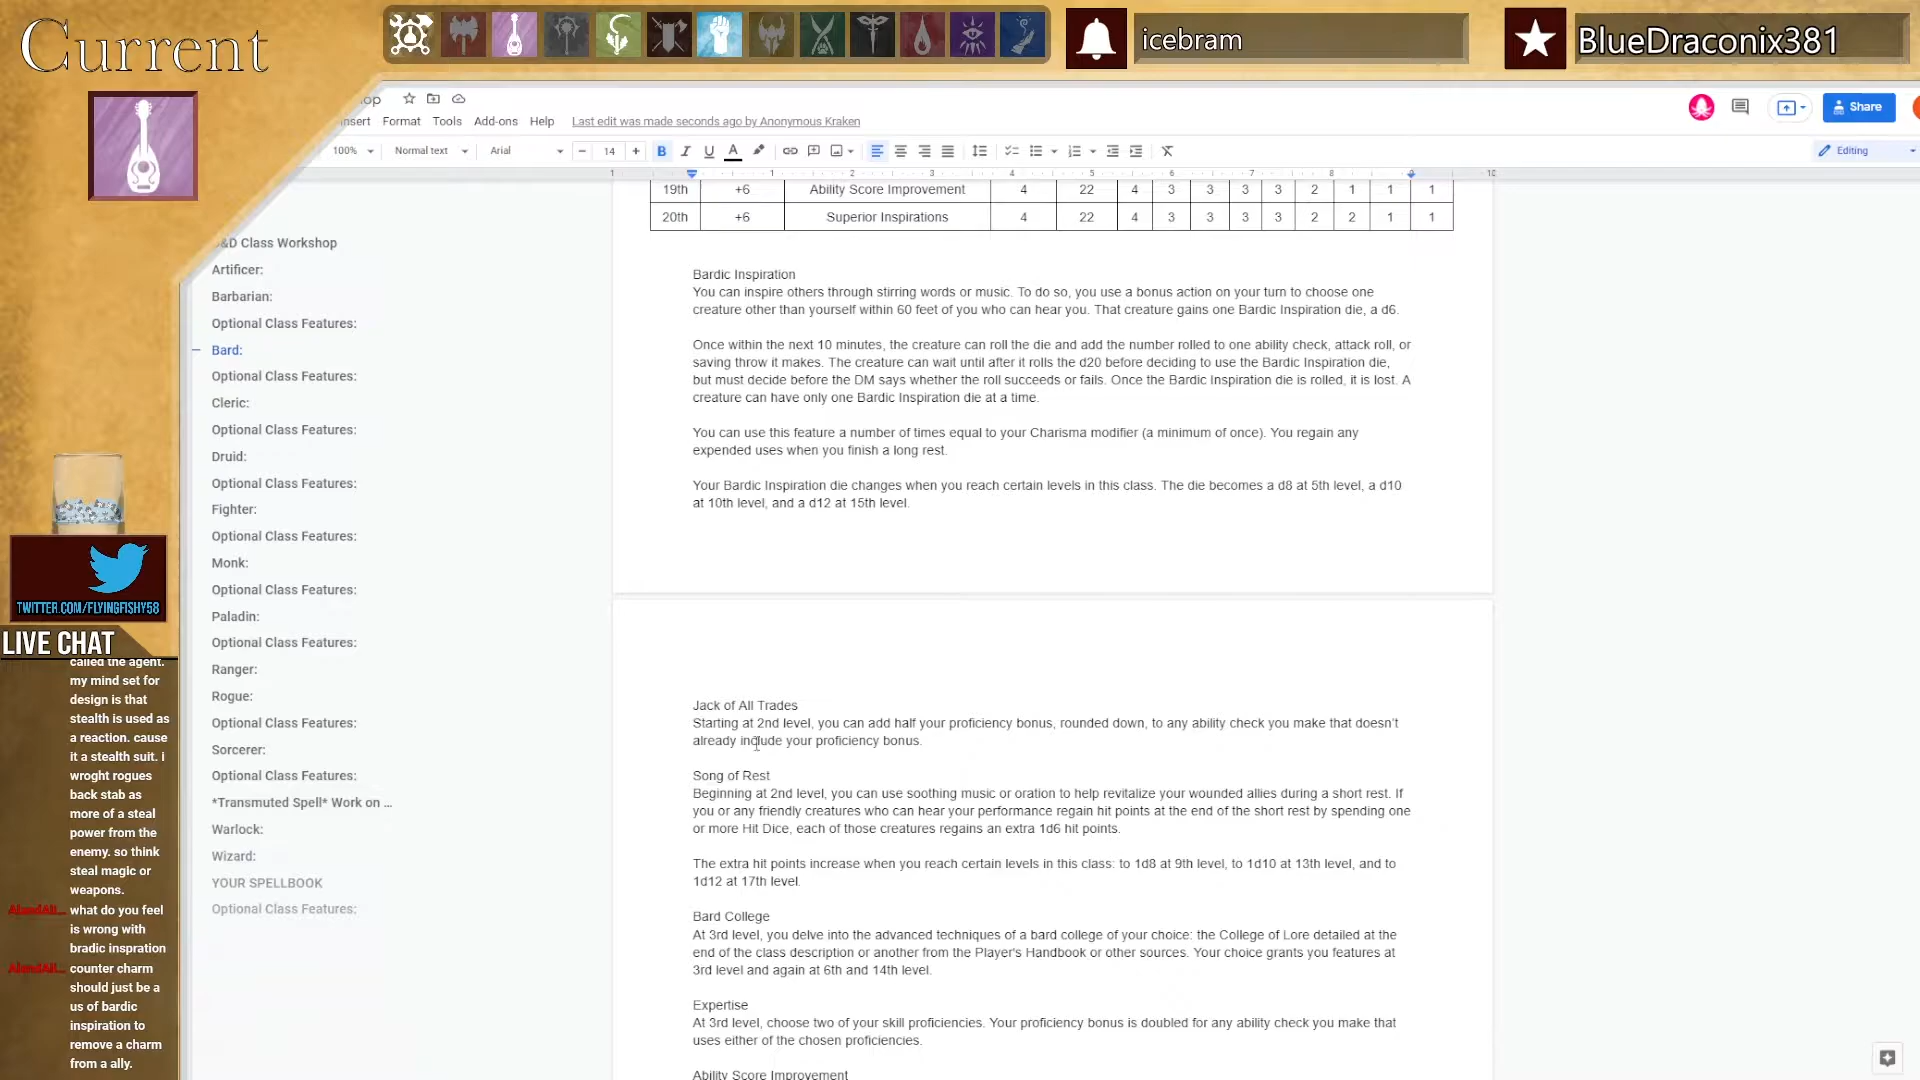 Current
icebram
BlueDraconix381
op
nsert Format Tools Add-ons Help Last edit was made seconds ago by Anonymous Kraken
Share
100% Normal text Arial 14 Editing
1 1 2 3 4 5 6 7 8 9 10
19th +6 Ability Score Improvement 4 22 4 3 3 3 3 2 1 1 1
20th +6 Superior Inspirations 4 22 4 3 3 3 3 2 2 1 1
&D Class Workshop
Artificer:
Barbarian:
Optional Class Features:
Bard:
Optional Class Features:
Cleric:
Optional Class Features:
Druid:
Optional Class Features:
Fighter:
Optional Class Features:
Monk:
Optional Class Features:
Paladin:
Optional Class Features:
Ranger:
Rogue:
Optional Class Features:
Sorcerer:
Optional Class Features:
*Transmuted Spell* Work on ...
Warlock:
Wizard:
YOUR SPELLBOOK
Optional Class Features:
Bardic Inspiration
You can inspire others through stirring words or music. To do so, you use a bonus action on your turn to choose one
creature other than yourself within 60 feet of you who can hear you. That creature gains one Bardic Inspiration die, a d6.
Once within the next 10 minutes, the creature can roll the die and add the number rolled to one ability check, attack roll, or
saving throw it makes. The creature can wait until after it rolls the d20 before deciding to use the Bardic Inspiration die,
but must decide before the DM says whether the roll succeeds or fails. Once the Bardic Inspiration die is rolled, it is lost. A
creature can have only one Bardic Inspiration die at a time.
You can use this feature a number of times equal to your Charisma modifier (a minimum of once). You regain any
expended uses when you finish a long rest.
Your Bardic Inspiration die changes when you reach certain levels in this class. The die becomes a d8 at 5th level, a d10
at 10th level, and a d12 at 15th level.
Jack of All Trades
Starting at 2nd level, you can add half your proficiency bonus, rounded down, to any ability check you make that doesn't
already include your proficiency bonus.
Song of Rest
Beginning at 2nd level, you can use soothing music or oration to help revitalize your wounded allies during a short rest. If
you or any friendly creatures who can hear your performance regain hit points at the end of the short rest by spending one
or more Hit Dice, each of those creatures regains an extra 1d6 hit points.
The extra hit points increase when you reach certain levels in this class: to 1d8 at 9th level, to 1d10 at 13th level, and to
1d12 at 17th level.
Bard College
At 3rd level, you delve into the advanced techniques of a bard college of your choice: the College of Lore detailed at the
end of the class description or another from the Player's Handbook or other sources. Your choice grants you features at
3rd level and again at 6th and 14th level.
Expertise
At 3rd level, choose two of your skill proficiencies. Your proficiency bonus is doubled for any ability check you make that
uses either of the chosen proficiencies.
Ability Score Improvement
TWITTER.COM/FLYINGFISHY58
LIVE CHAT
called the agent.
my mind set for
design is that
stealth is used as
a reaction. cause
it a stealth suit. i
wroght rogues
back stab as
more of a steal
power from the
enemy. so think
steal magic or
weapons.
what do you feel
is wrong with
bradic inspration
counter charm
should just be a
us of bardic
inspiration to
remove a charm
from a ally.